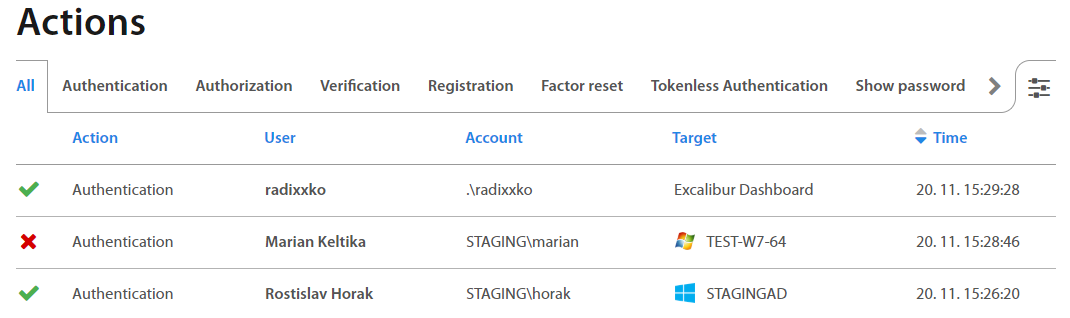 Actions
All Authentication Authorization Verification Registration Factor reset Tokenless Authentication Show password
Action User Account Target Time
Authentication radixxko .\radixxko Excalibur Dashboard 20. 11. 15:29:28
Authentication Marian Keltika STAGING\marian TEST-W7-64 20. 11. 15:28:46
Authentication Rostislav Horak STAGING\horak STAGINGAD 20. 11. 15:26:20